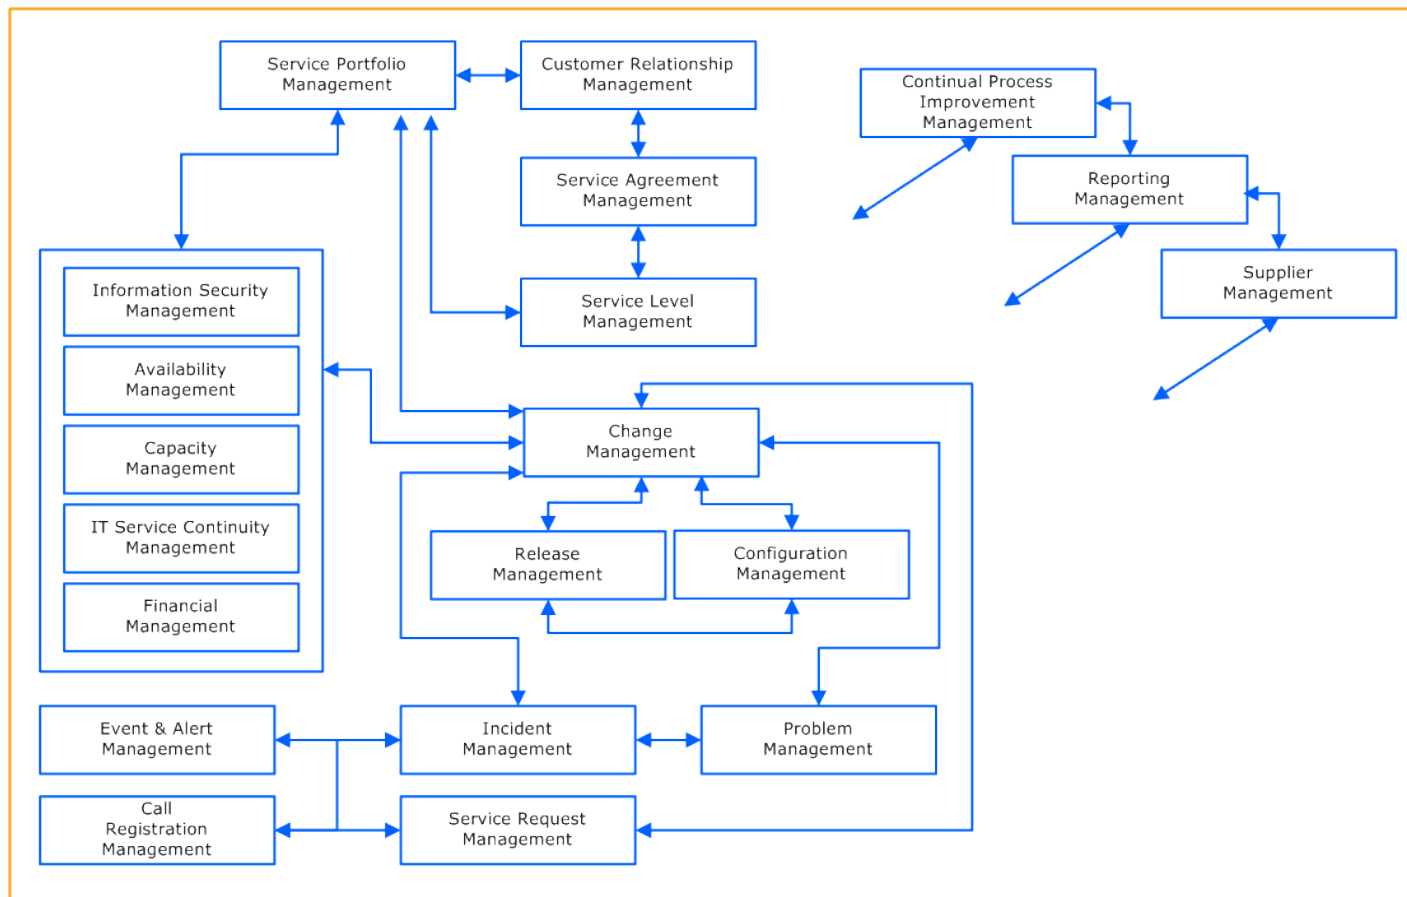 Service Portfolio
Management
Customer Relationship
Management
Continual Process
Improvement
Management
Service Agreement
Management
Reporting
Management
Supplier
Management
Service Level
Management
Information Security
Management
Availability
Management
Capacity
Management
IT Service Continuity
Management
Financial
Management
Change
Management
Release
Management
Configuration
Management
Event & Alert
Management
Incident
Management
Problem
Management
Call
Registration
Management
Service Request
Management